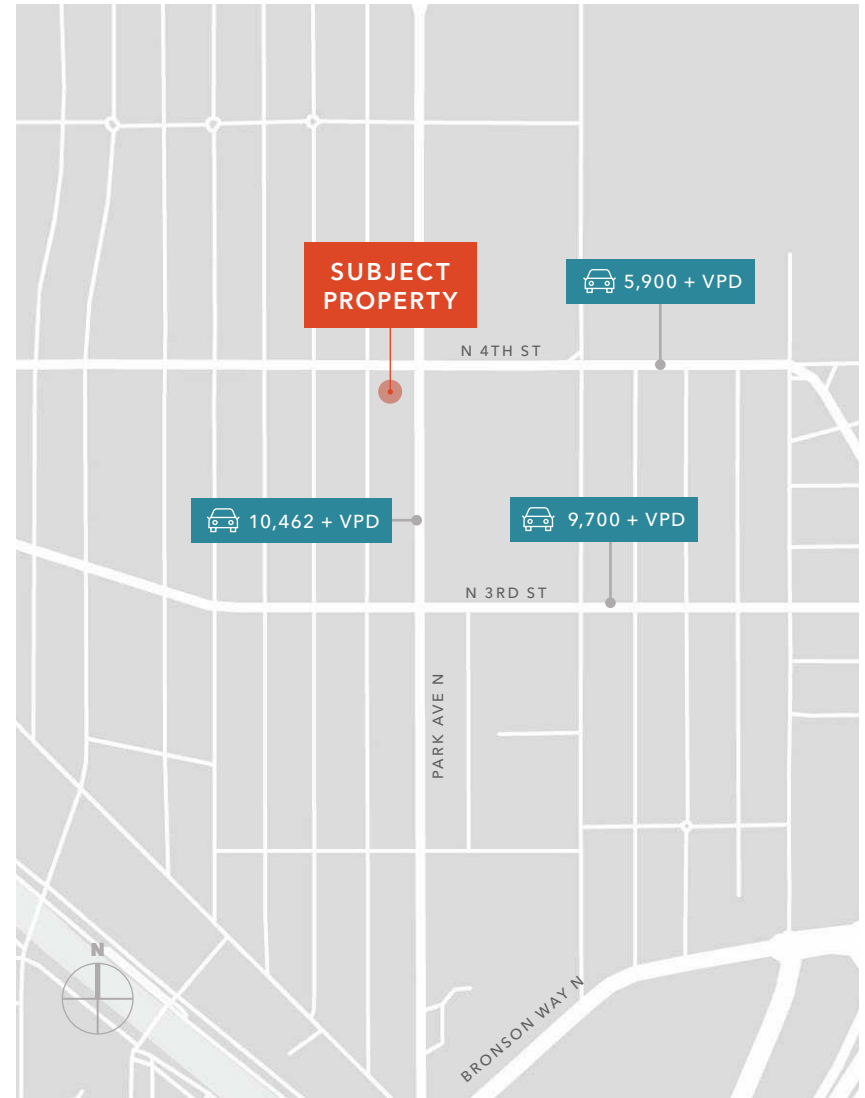 SUBJECT
PROPERTY
5,900 + VPD
N 4TH ST
10,462 + VPD
9,700 + VPD
N 3RD ST
PARK AVE N
N
BRONSON WAY N